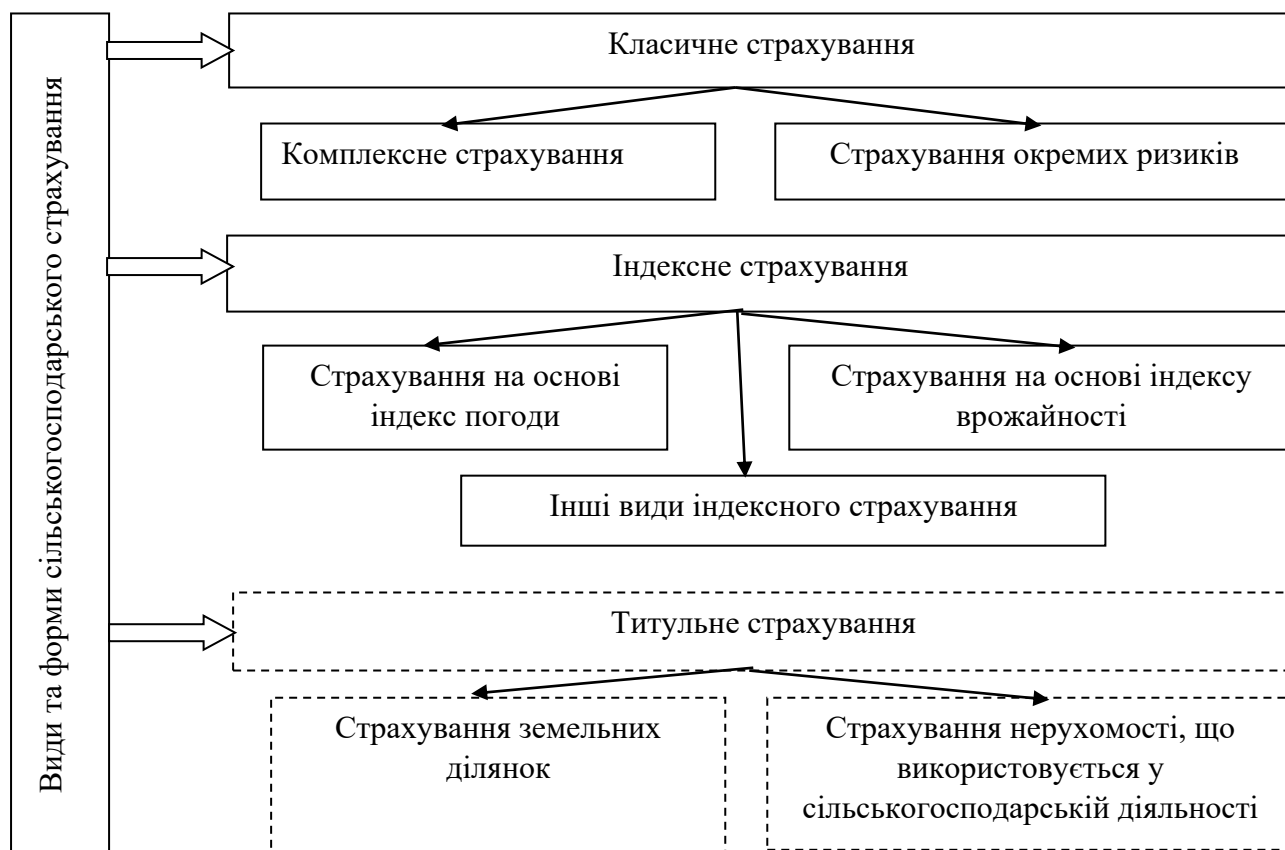 Види та форми сільськогосподарського страхування
Класичне страхування
Комплексне страхування
Страхування окремих ризиків
Індексне страхування
Страхування на основі
індекс погоди
Страхування на основі індексу
врожайності
Інші види індексного страхування
Титульне страхування
Страхування земельних
ділянок
Страхування нерухомості, що
використовується у
сільськогосподарській діяльності